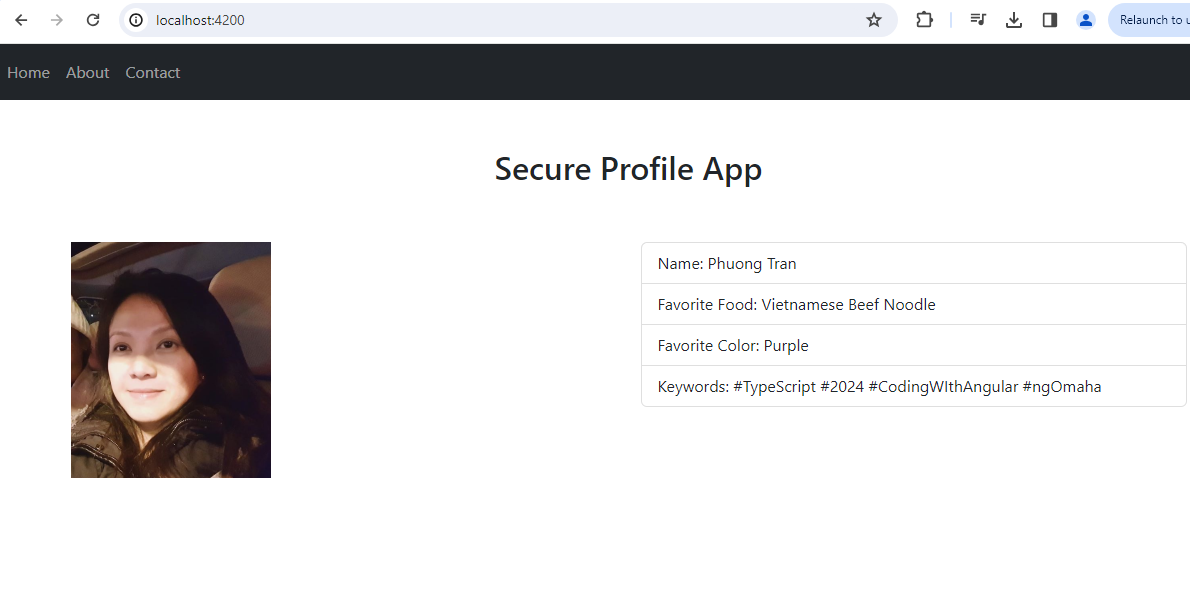 localhost:4200
Relaunch to u
Home About Contact
Secure Profile App
Name: Phuong Tran
Favorite Food: Vietnamese Beef Noodle
Favorite Color: Purple
Keywords: #TypeScript #2024 #CodingWIthAngular #ngOmaha